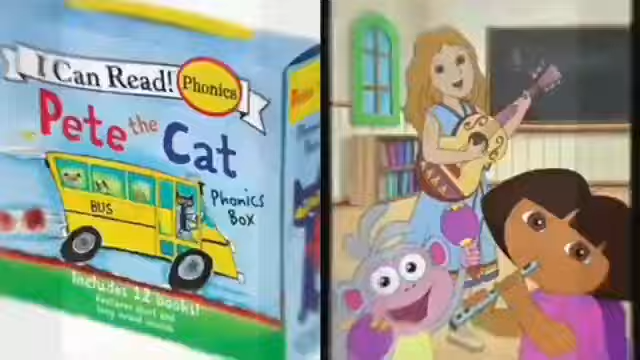 I Can Read! Phonics
Pete the Cat
BUS
Phonics
Box
Includes 12 books!